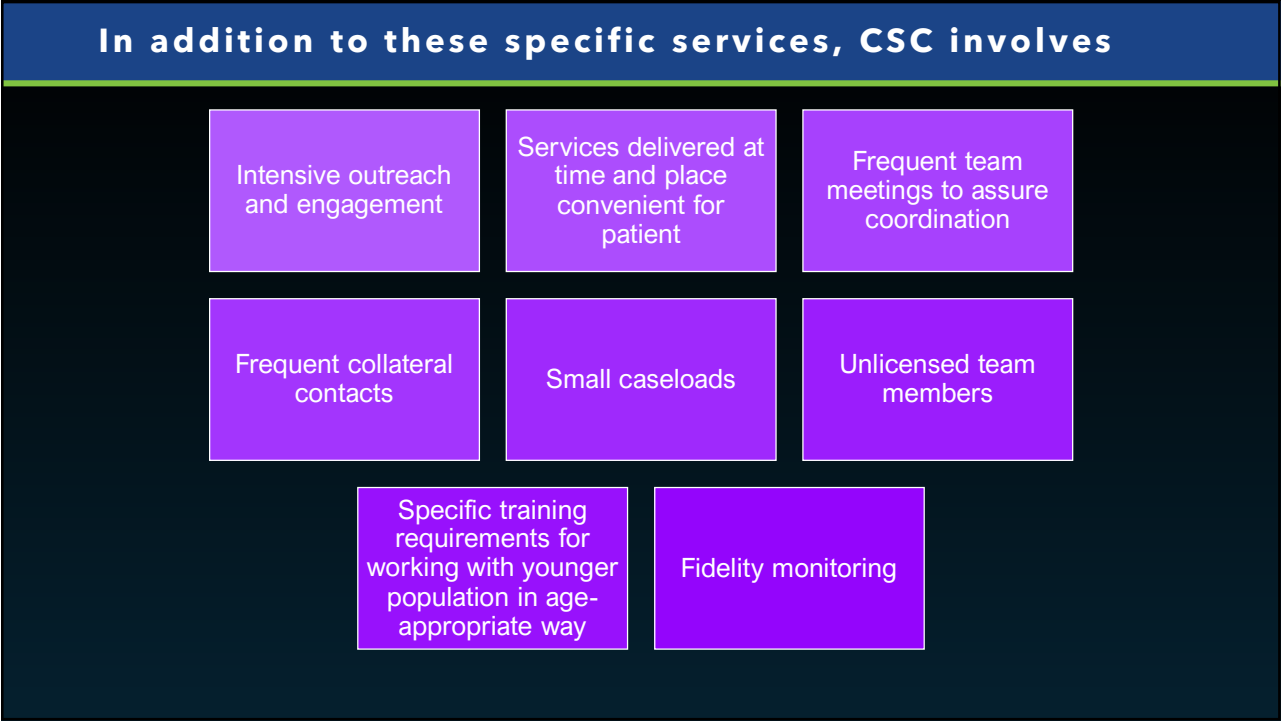 In addition to these specific services, CSC involves
Intensive outreach
and engagement
Services delivered at
time and place
convenient for
patient
Frequent team
meetings to assure
coordination
Frequent collateral
contacts
Small caseloads
Unlicensed team
members
Specific training
requirements for
working with younger
population in age-
appropriate way
Fidelity monitoring